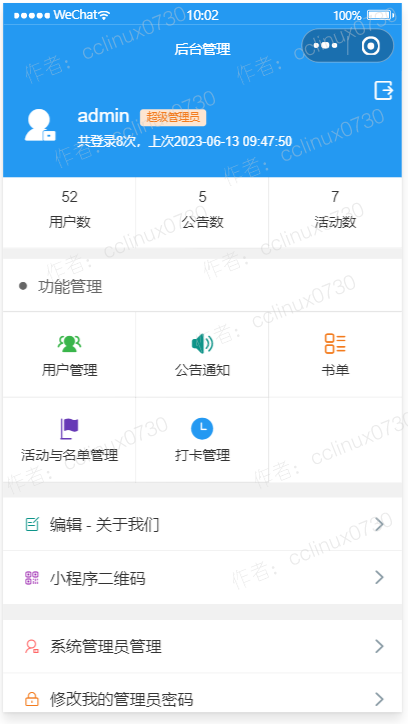 WeChat 10:02 100%
后台管理
admin 超级管理员
共登录8次，上次2023-06-13 09:47:50
52 5 7
用户数 公告数 活动数
功能管理
用户管理 公告通知 书单
活动与名单管理 打卡管理
编辑 - 关于我们
小程序二维码
系统管理员管理
修改我的管理员密码
作者：cclinux0730
作者：cclinux0730
作者：cclinux0730
作者：cclinux0730
作者：cclinux0730
作者：cclinux0730
作者：cclinux0730
作者：cclinux0730
作者：cclinux0730
作者：cclinux0730